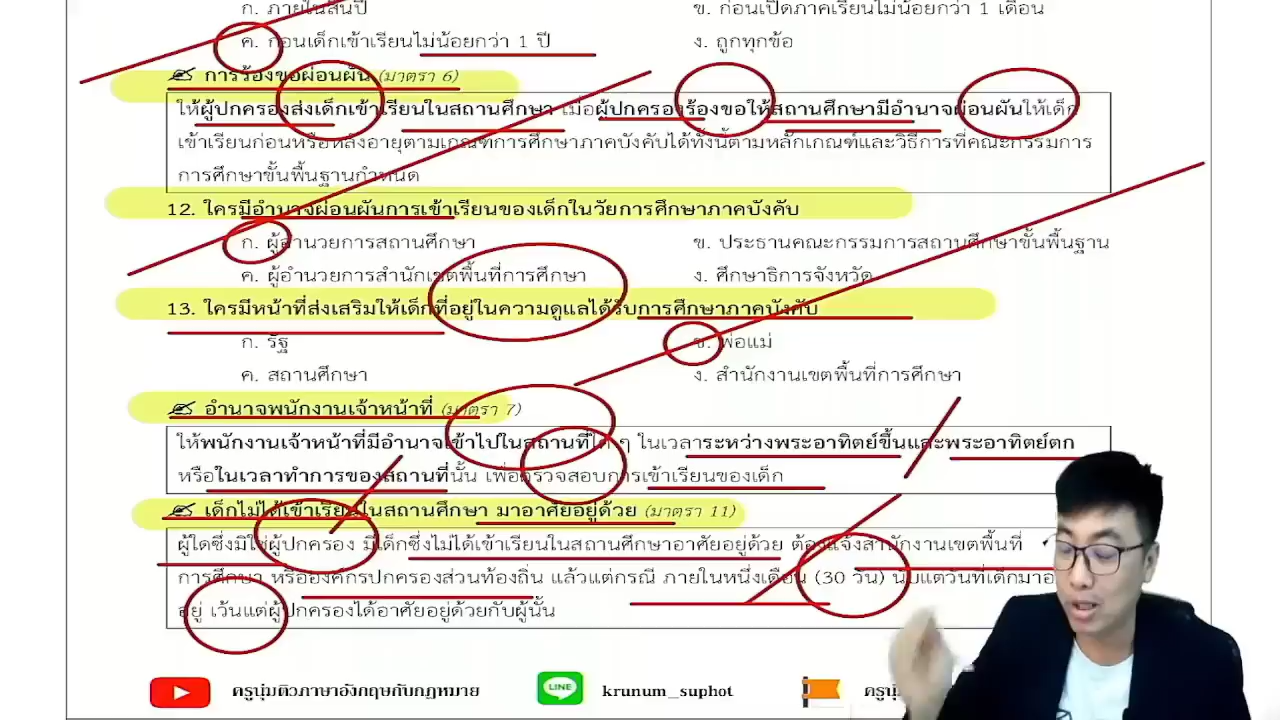 ก. ภายในสิ้นปี ข. ก่อนเปิดภาคเรียนไม่น้อยกว่า 1 เดือน
ค. ก่อนเด็กเข้าเรียนไม่น้อยกว่า 1 ปี ง. ถูกทุกข้อ
การร้องขอผ่อนผัน (มาตรา 6)
ให้ผู้ปกครองส่งเด็กเข้าเรียนในสถานศึกษา เมื่อผู้ปกครองร้องขอให้สถานศึกษามีอำนาจผ่อนผันให้เด็ก
เข้าเรียนก่อนหรือหลังอายุตามเกณฑ์การศึกษาภาคบังคับได้ทั้งนี้ตามหลักเกณฑ์และวิธีการที่คณะกรรมการ
การศึกษาขั้นพื้นฐานกำหนด
12. ใครมีอำนาจผ่อนผันการเข้าเรียนของเด็กในวัยการศึกษาภาคบังคับ
ก. ผู้อำนวยการสถานศึกษา ข. ประธานคณะกรรมการสถานศึกษาขั้นพื้นฐาน
ค. ผู้อำนวยการสำนักเขตพื้นที่การศึกษา ง. ศึกษาธิการจังหวัด
13. ใครมีหน้าที่ส่งเสริมให้เด็กที่อยู่ในความดูแลได้รับการศึกษาภาคบังคับ
ก. รัฐ ข. พ่อแม่
ค. สถานศึกษา ง. สำนักงานเขตพื้นที่การศึกษา
อำนาจพนักงานเจ้าหน้าที่ (มาตรา 7)
ให้พนักงานเจ้าหน้าที่มีอำนาจเข้าไปในสถานที่ใด ๆ ในเวลาระหว่างพระอาทิตย์ขึ้นและพระอาทิตย์ตก
หรือในเวลาทำการของสถานที่นั้น เพื่อตรวจสอบการเข้าเรียนของเด็ก
เด็กไม่ได้เข้าเรียนในสถานศึกษา มาอาศัยอยู่ด้วย (มาตรา 11)
ผู้ใดซึ่งมิใช่ผู้ปกครอง มีเด็กซึ่งไม่ได้เข้าเรียนในสถานศึกษาอาศัยอยู่ด้วย ต้องแจ้งสำนักงานเขตพื้นที่
การศึกษา หรือองค์กรปกครองส่วนท้องถิ่น แล้วแต่กรณี ภายในหนึ่งเดือน (30 วัน) นับแต่วันที่เด็กมา
อยู่ เว้นแต่ผู้ปกครองได้อาศัยอยู่ด้วยกับผู้นั้น
ครูนุ่มติวภาษาอังกฤษกับกฎหมาย LINE krunum_suphot